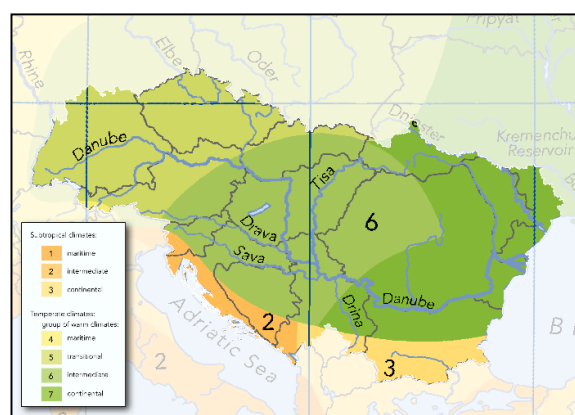 Rhine
Elbe
Oder
Pripyat
Dniester
Kremenchu
Reservoir
Danube
Tisa
6
Drava
Sava
Drina
Danube
2
3
Adriatic Sea
2
B
Subtropical climates:
1 maritime
2 intermediate
3 continental
Temperate climates:
group of warm climates:
4 maritime
5 transitional
6 intermediate
7 continental